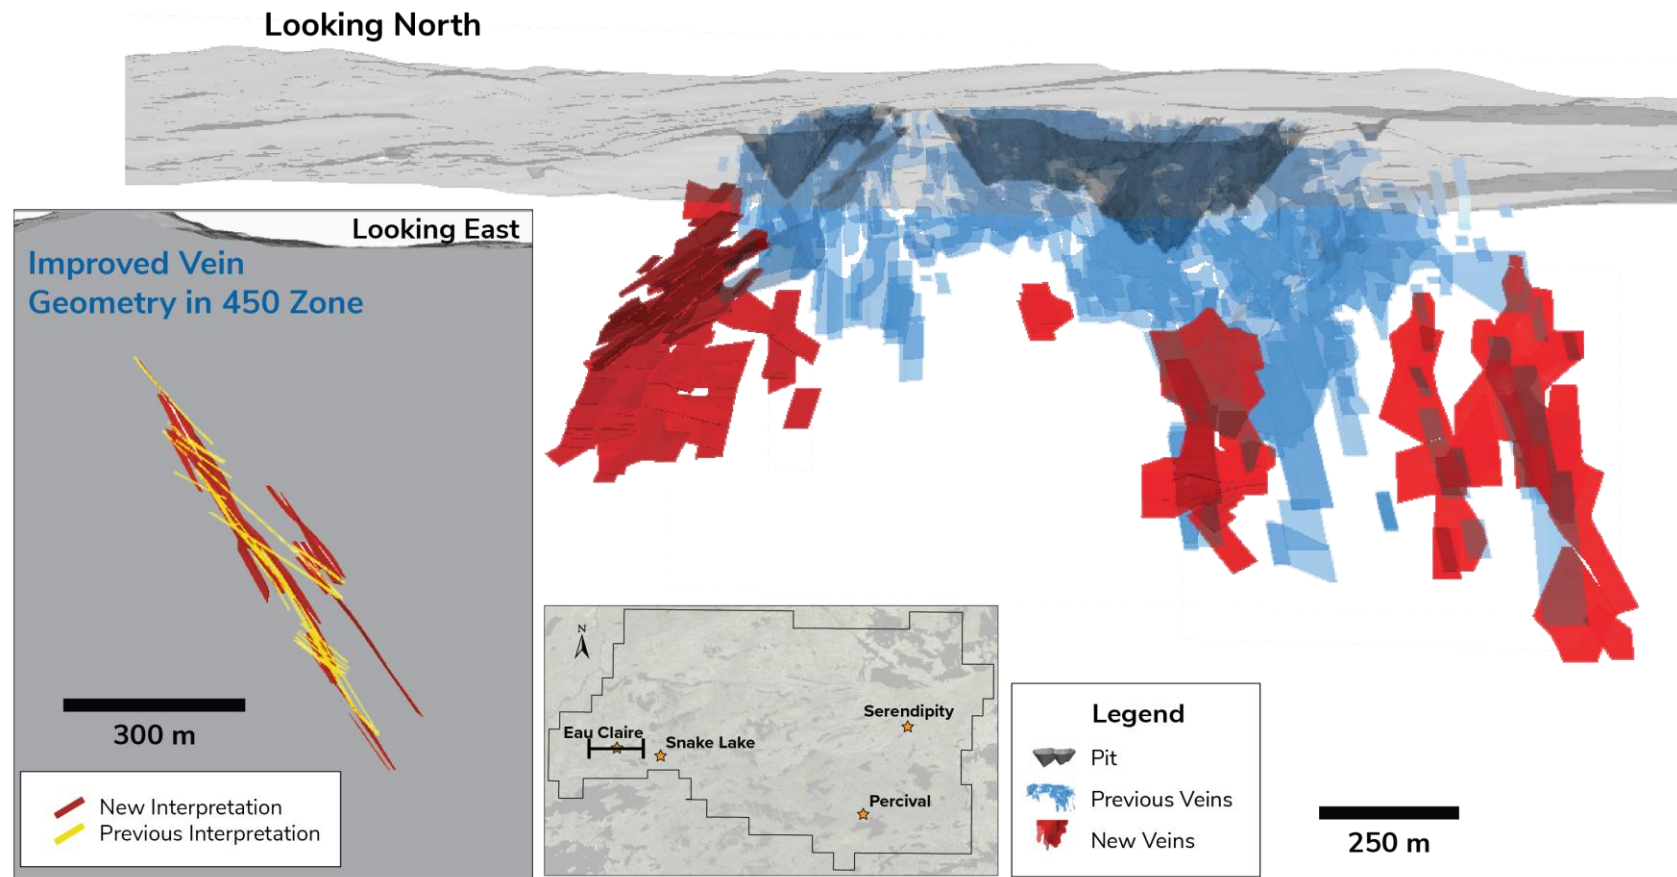 Looking North
Looking East
Improved Vein
Geometry in 450 Zone
300 m
New Interpretation
Previous Interpretation
N
Eau Claire
Snake Lake
Serendipity
Percival
Legend
Pit
Previous Veins
New Veins
250 m